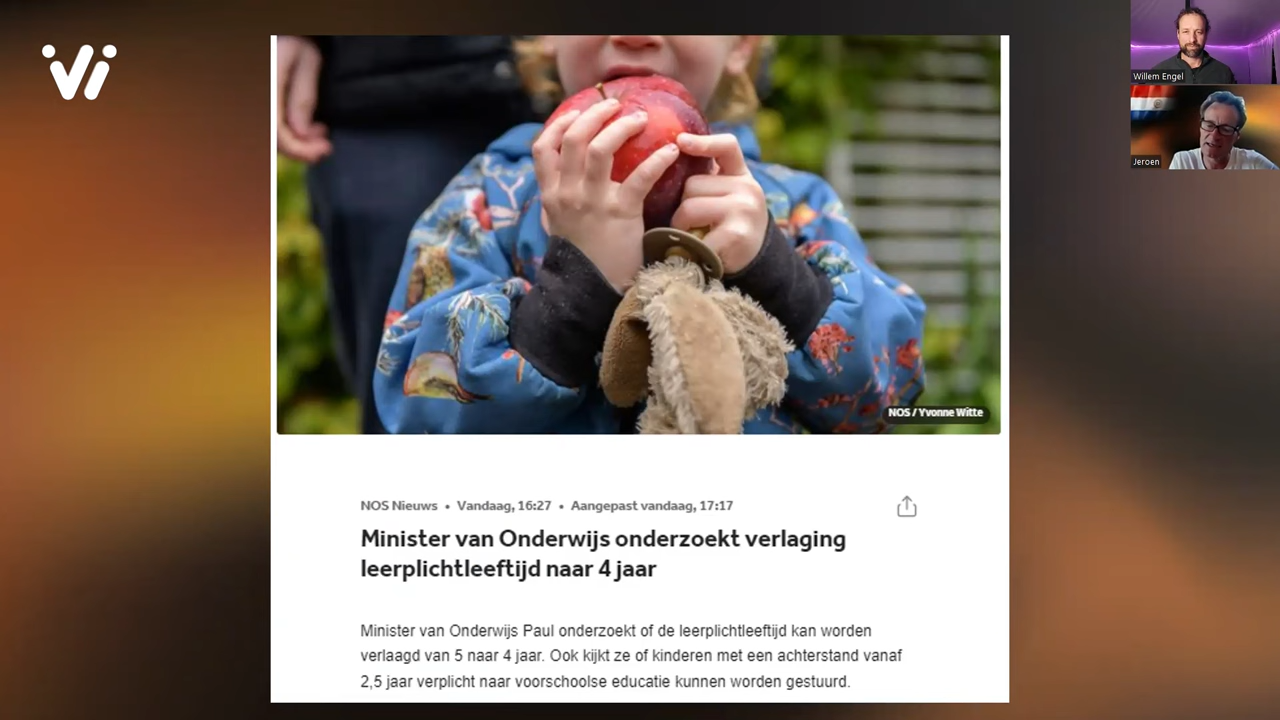 Vi
Willem Engel
Jeroen
NOS / Yvonne Witte
NOS Nieuws • Vandaag, 16:27 • Aangepast vandaag, 17:17
Minister van Onderwijs onderzoekt verlaging
leerplichtleeftijd naar 4 jaar
Minister van Onderwijs Paul onderzoekt of de leerplichtleeftijd kan worden
verlaagd van 5 naar 4 jaar. Ook kijkt ze of kinderen met een achterstand vanaf
2,5 jaar verplicht naar voorschoolse educatie kunnen worden gestuurd.